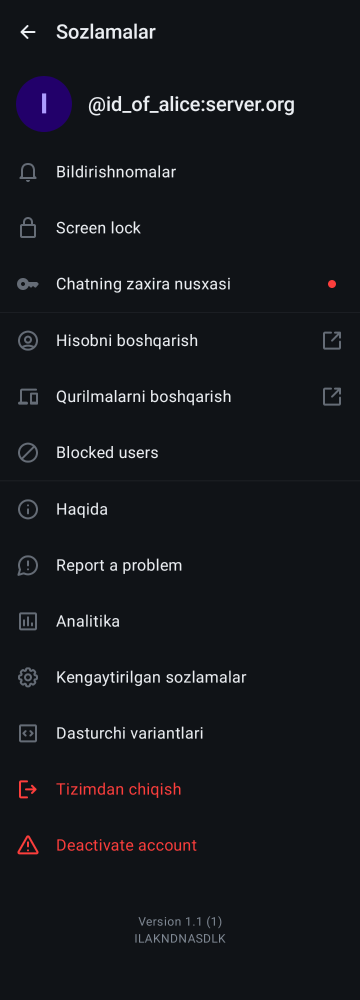 Sozlamalar
I
@id_of_alice:server.org
Bildirishnomalar
Screen lock
Chatning zaxira nusxasi
Hisobni boshqarish
Qurilmalarni boshqarish
Blocked users
Haqida
Report a problem
Analitika
Kengaytirilgan sozlamalar
Dasturchi variantlari
Tizimdan chiqish
Deactivate account
Version 1.1 (1)
ILAKNDNASDLK